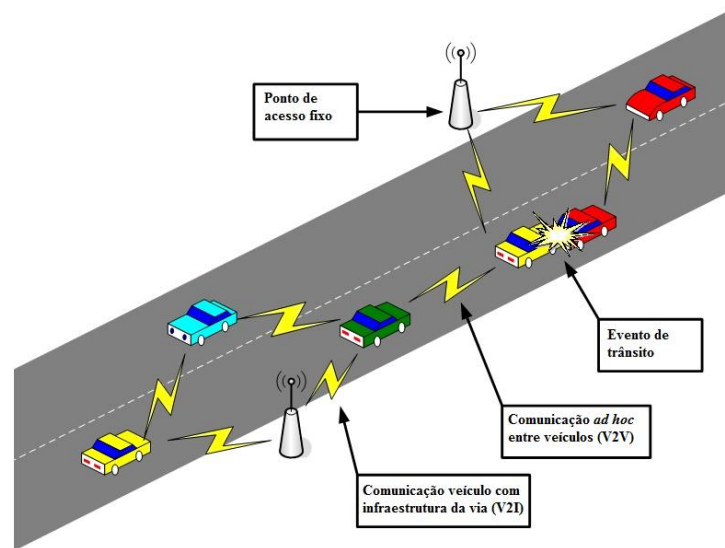 Ponto de
acesso fixo
Evento de
trânsito
Comunicação ad hoc
entre veículos (V2V)
Comunicação veículo com
infraestrutura da via (V2I)